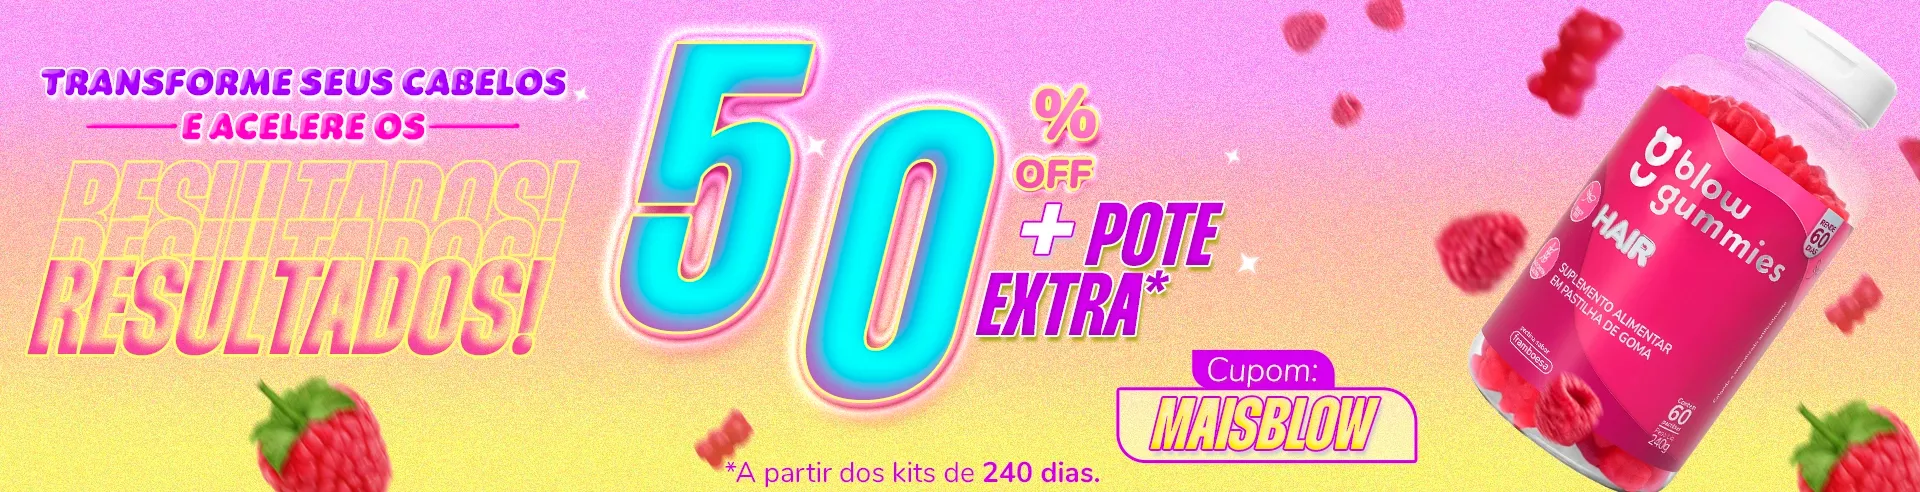 TRANSFORME SEUS CABELOS
E ACELERE OS
RESULTADOS!
RESULTADOS!
RESULTADOS!
50
%
OFF
+ POTE
EXTRA*
Cupom:
MAISBLOW
*A partir dos kits de 240 dias.
blow
gummies
HAIR
RENDE
60
DIAS
SUPLEMENTO ALIMENTAR
EM PASTILHA DE GOMA
framboesa
Contém
60
240g